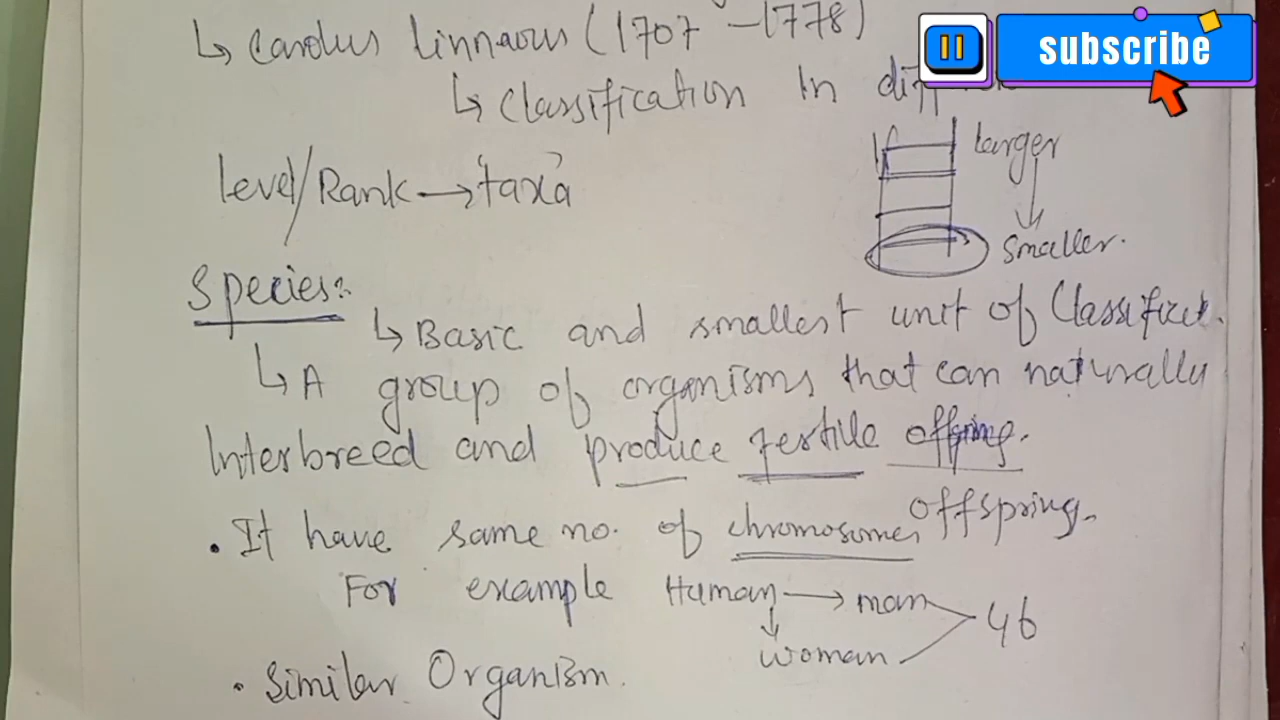 ↳ Carolus linnaous (1707 - 1778)
subscribe
↳ Classification In
level/Rank → "taxa"
Larger
Smaller.
Species:
↳ Basic and smallest unit of Classificat.
↳ A group of organisms that can naturally
Interbreed and produce fertile
offspring.
• It have same no. of chromosomes
For example Human → man
46
woman
• Similar Organism.